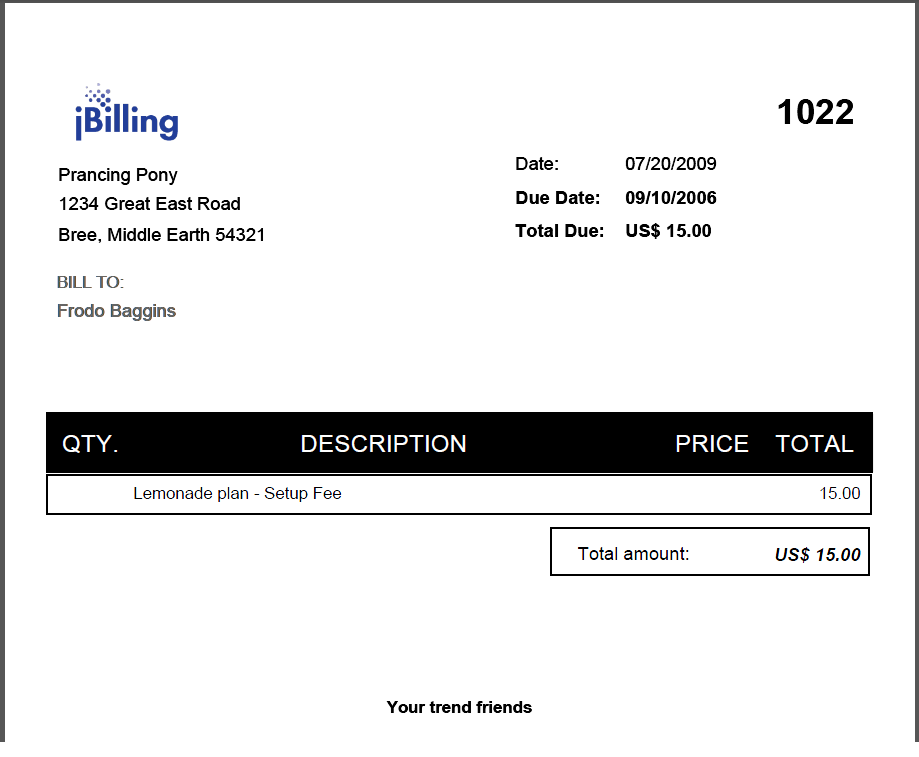 jBilling
1022
Prancing Pony
1234 Great East Road
Bree, Middle Earth 54321
Date: 07/20/2009
Due Date: 09/10/2006
Total Due: US$ 15.00
BILL TO:
Frodo Baggins
QTY. DESCRIPTION PRICE TOTAL
Lemonade plan - Setup Fee 15.00
Total amount: US$ 15.00
Your trend friends